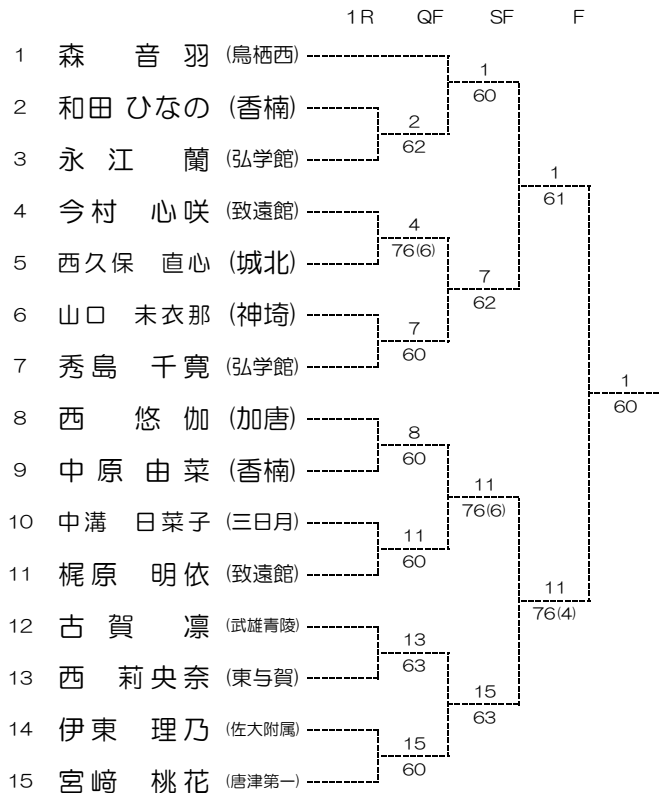 1R QF SF F
1 森 音 羽 (鳥栖西)
1
60
2 和田 ひなの (香楠)
2
62
3 永 江 蘭 (弘学館)
1
61
4 今 村 心 咲 (致遠館)
4
76(6)
5 西久保 直心 (城北)
7
62
6 山口 未衣那 (神埼)
7
60
7 秀 島 千 寛 (弘学館)
1
60
8 西 悠 伽 (加唐)
8
60
9 中 原 由 菜 (香楠)
11
76(6)
10 中溝 日菜子 (三日月)
11
60
11 梶 原 明 依 (致遠館)
11
76(4)
12 古 賀 凛 (武雄青陵)
13
63
13 西 莉 央 奈 (東与賀)
15
63
14 伊 東 理 乃 (佐大附属)
15
60
15 宮 﨑 桃 花 (唐津第一)